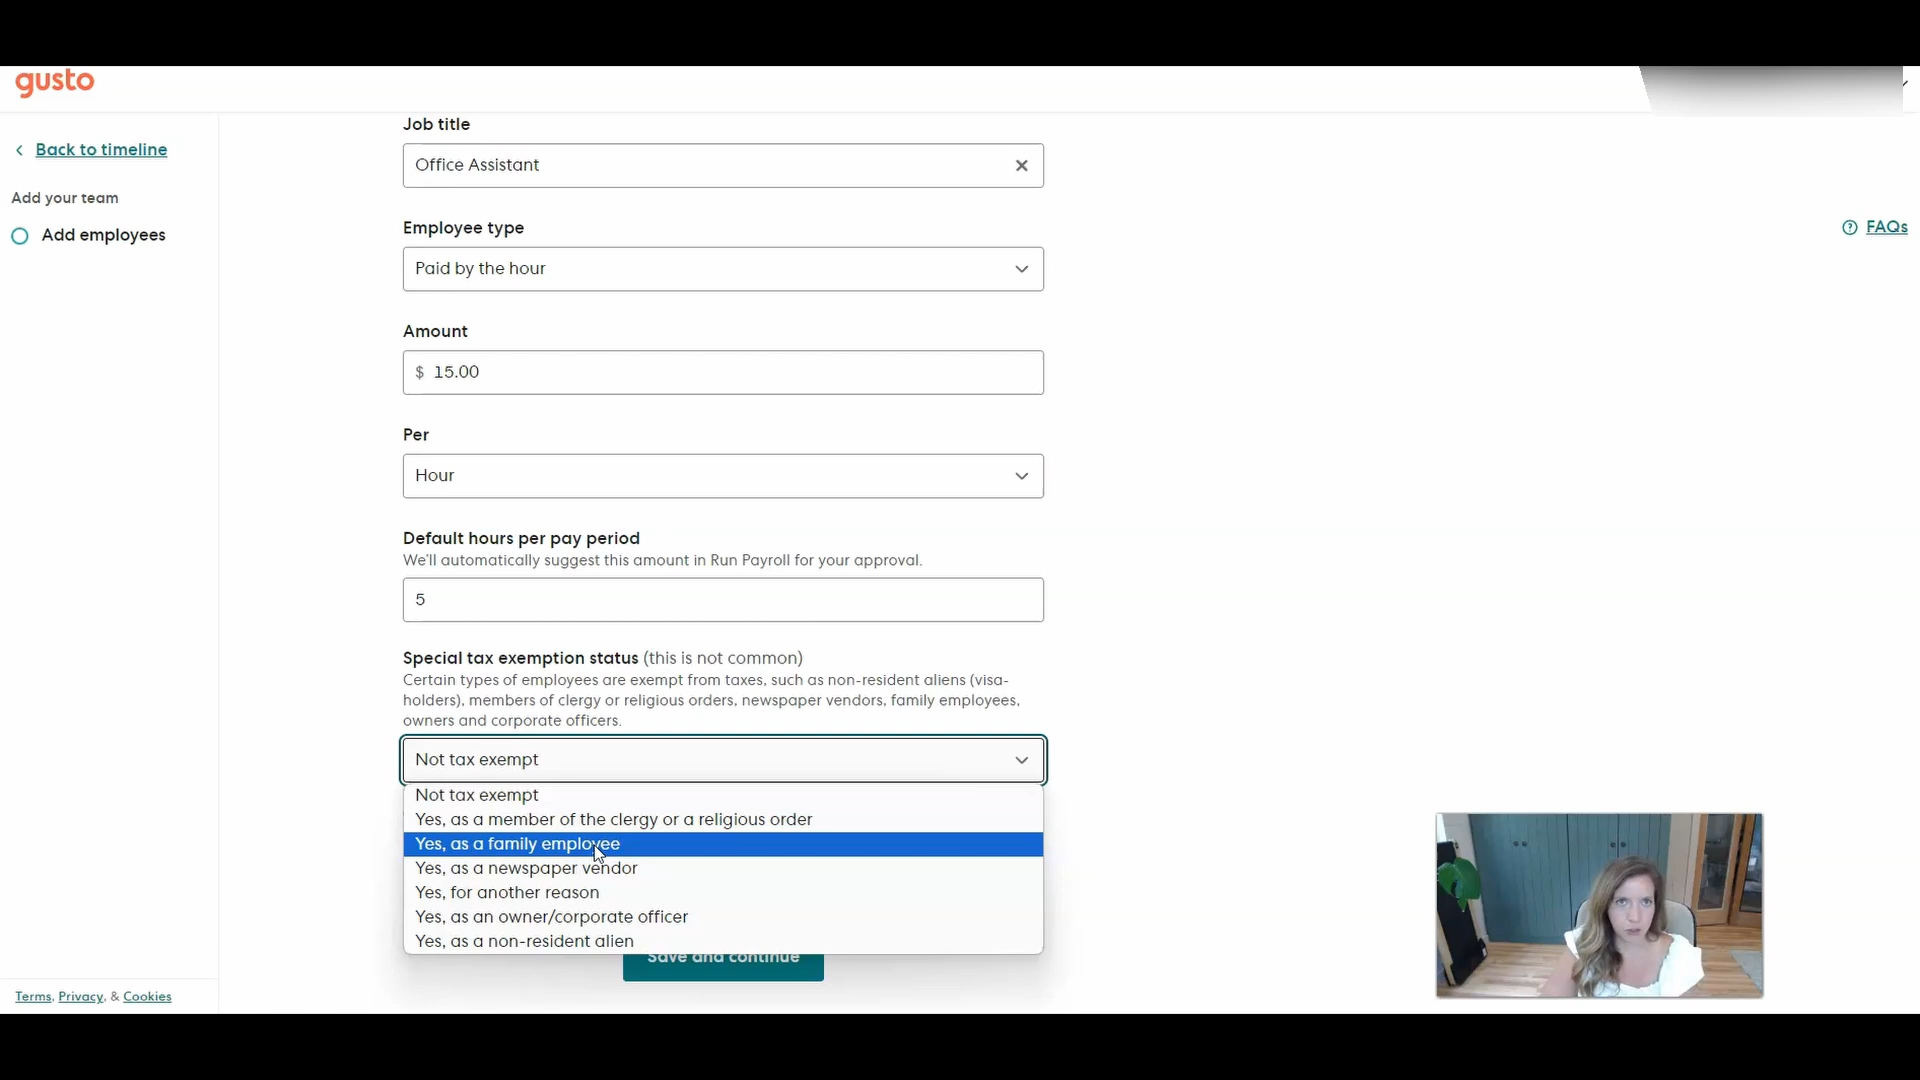 gusto
Back to timeline
Add your team
Add employees
FAQs
Job title
Office Assistant
Employee type
Paid by the hour
Amount
$ 15.00
Per
Hour
Default hours per pay period
We'll automatically suggest this amount in Run Payroll for your approval.
5
Special tax exemption status (this is not common)
Certain types of employees are exempt from taxes, such as non-resident aliens (visa-
holders), members of clergy or religious orders, newspaper vendors, family employees,
owners and corporate officers.
Not tax exempt
Not tax exempt
Yes, as a member of the clergy or a religious order
Yes, as a family employee
Yes, as a newspaper vendor
Yes, for another reason
Yes, as an owner/corporate officer
Yes, as a non-resident alien
Save and continue
Terms, Privacy, & Cookies